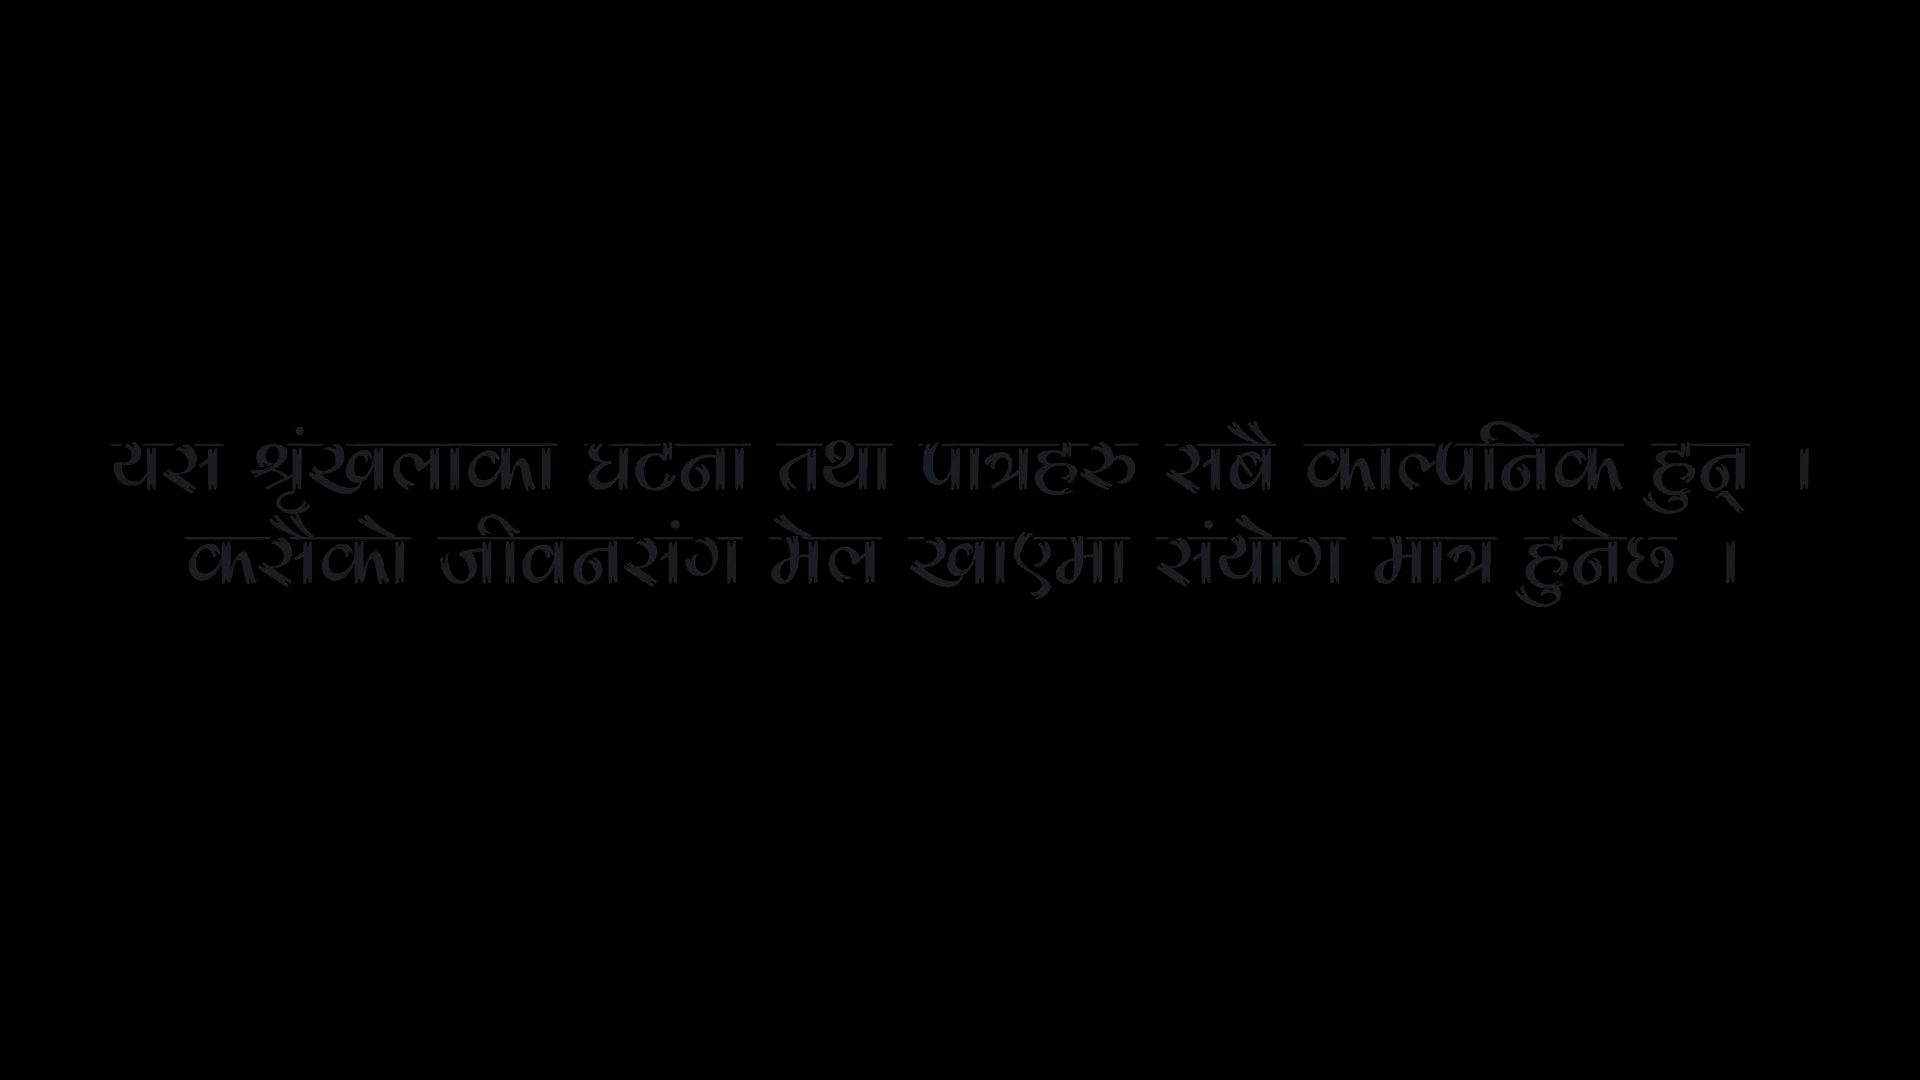 यस श्रृंखलाका घटना तथा पात्रहरु सबै काल्पनिक हुन् ।
कसैको जीवनसंग मेल खाएमा संयोग मात्र हुनेछ ।